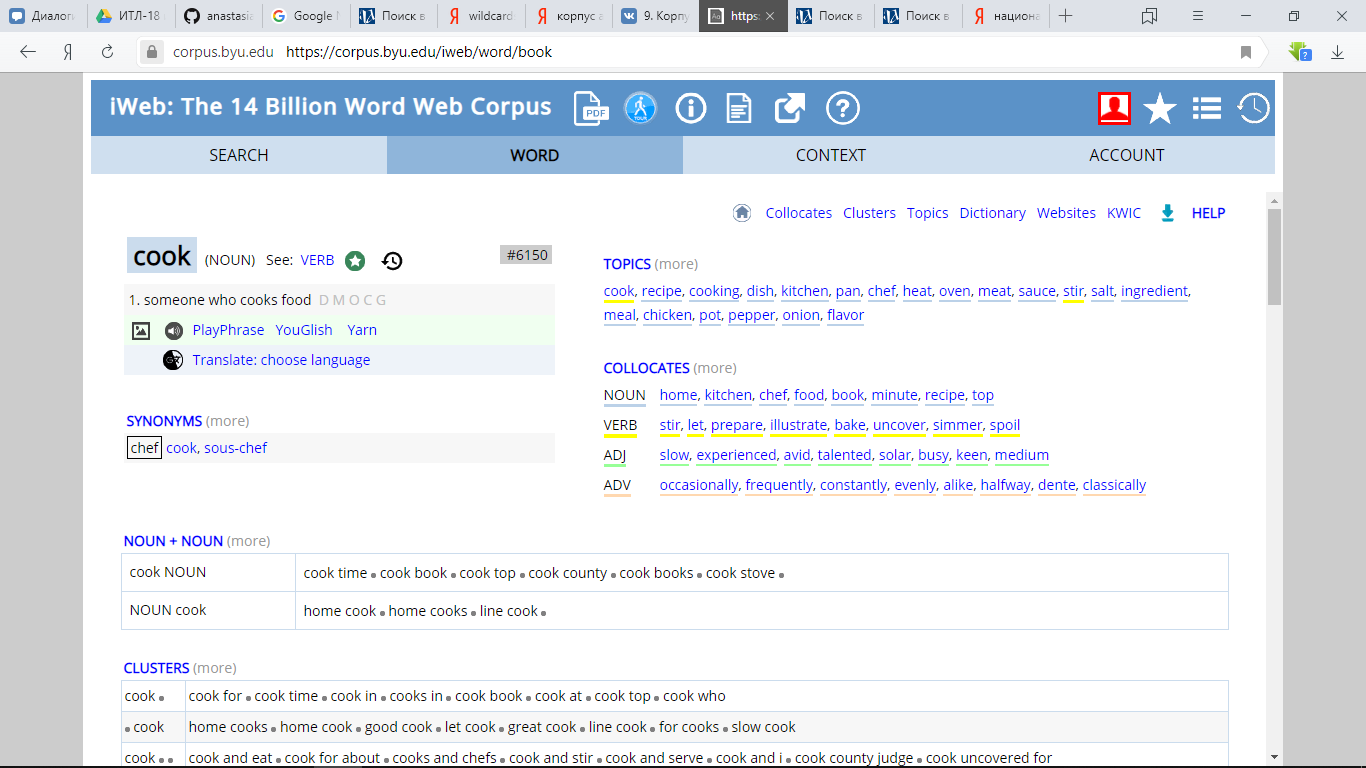 Диалог
ИТЛ-18
anastasia
Google
Поиск в
wildcard
корпус а
9. Корпу
https:
Поиск в
Поиск в
национа
corpus.byu.edu https://corpus.byu.edu/iweb/word/book
iWeb: The 14 Billion Word Web Corpus
PDF
TOUR
SEARCH WORD CONTEXT ACCOUNT
Collocates Clusters Topics Dictionary Websites KWIC HELP
cook (NOUN) See: VERB #6150
1. someone who cooks food D M O C G
PlayPhrase YouGlish Yarn
Translate: choose language
SYNONYMS (more)
chef cook, sous-chef
TOPICS (more)
cook, recipe, cooking, dish, kitchen, pan, chef, heat, oven, meat, sauce, stir, salt, ingredient,
meal, chicken, pot, pepper, onion, flavor
COLLOCATES (more)
NOUN home, kitchen, chef, food, book, minute, recipe, top
VERB stir, let, prepare, illustrate, bake, uncover, simmer, spoil
ADJ slow, experienced, avid, talented, solar, busy, keen, medium
ADV occasionally, frequently, constantly, evenly, alike, halfway, dente, classically
NOUN + NOUN (more)
cook NOUN cook time • cook book • cook top • cook county • cook books • cook stove •
NOUN cook home cook • home cooks • line cook •
CLUSTERS (more)
cook • cook for • cook time • cook in • cooks in • cook book • cook at • cook top • cook who
• cook home cooks • home cook • good cook • let cook • great cook • line cook • for cooks • slow cook
cook • • cook and eat • cook for about • cooks and chefs • cook and stir • cook and serve • cook and i • cook county judge • cook uncovered for